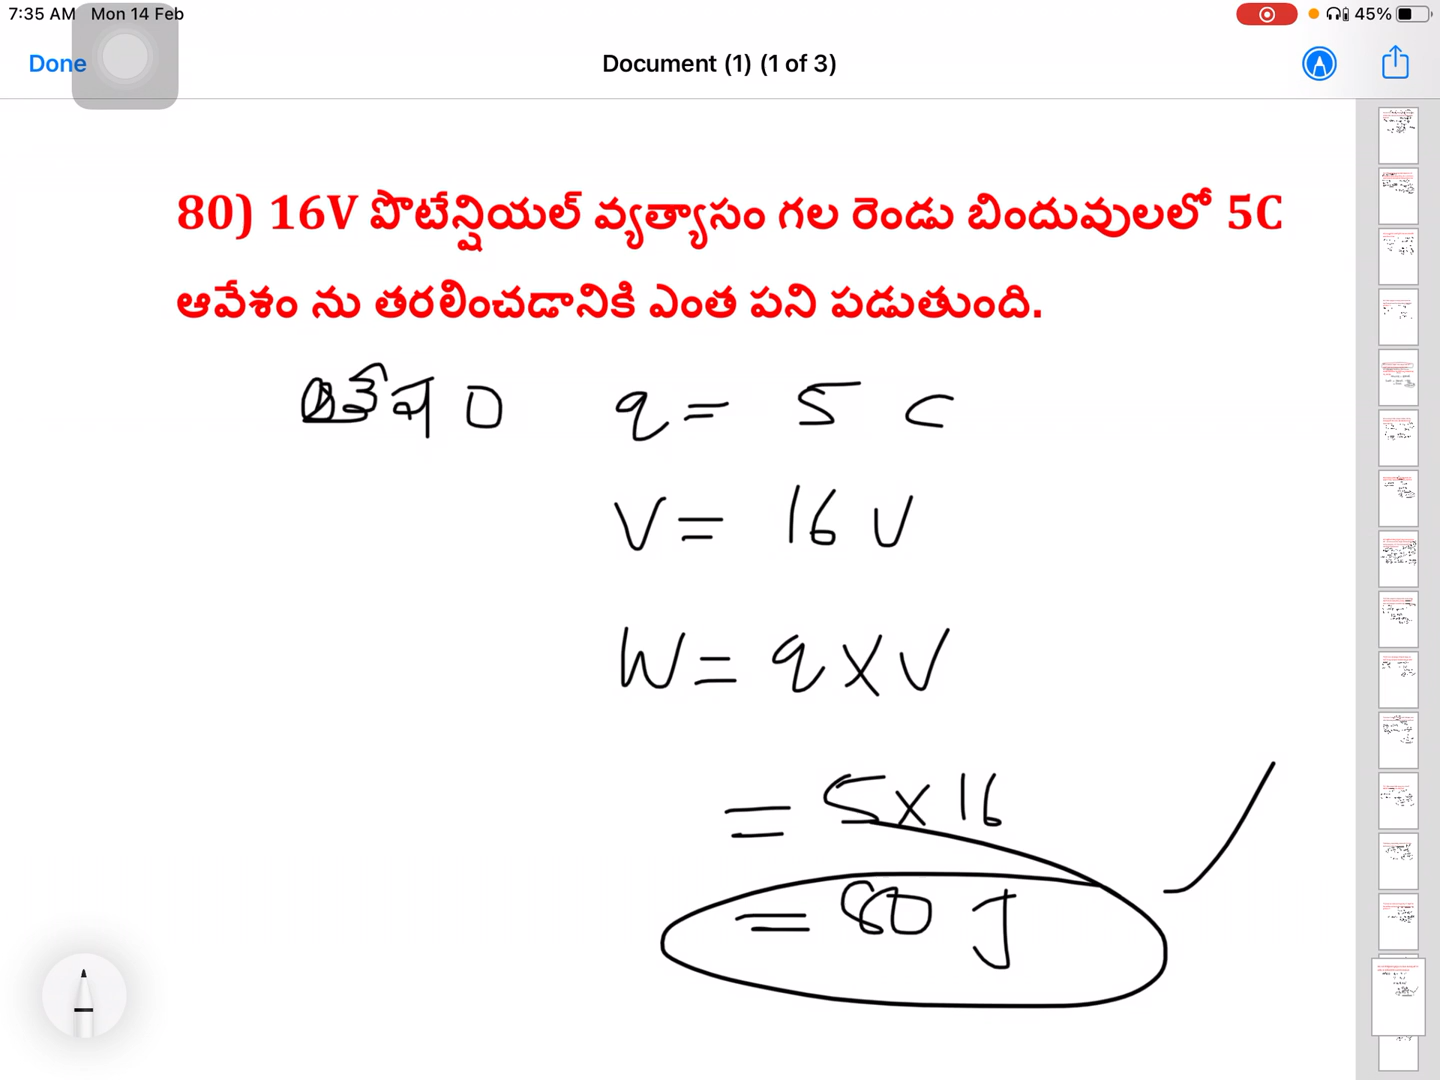 7:35 AM Mon 14 Feb 45%
Done Document (1) (1 of 3)
80) 16V పొటేన్షియల్ వ్యత్యాసం గల రెండు బిందువులలో 5C
ఆవేశం ను తరలించడానికి ఎంత పని పడుతుంది.
q = 5 C
V = 16 V
W = q x V
= 5 x 16
= 80 J